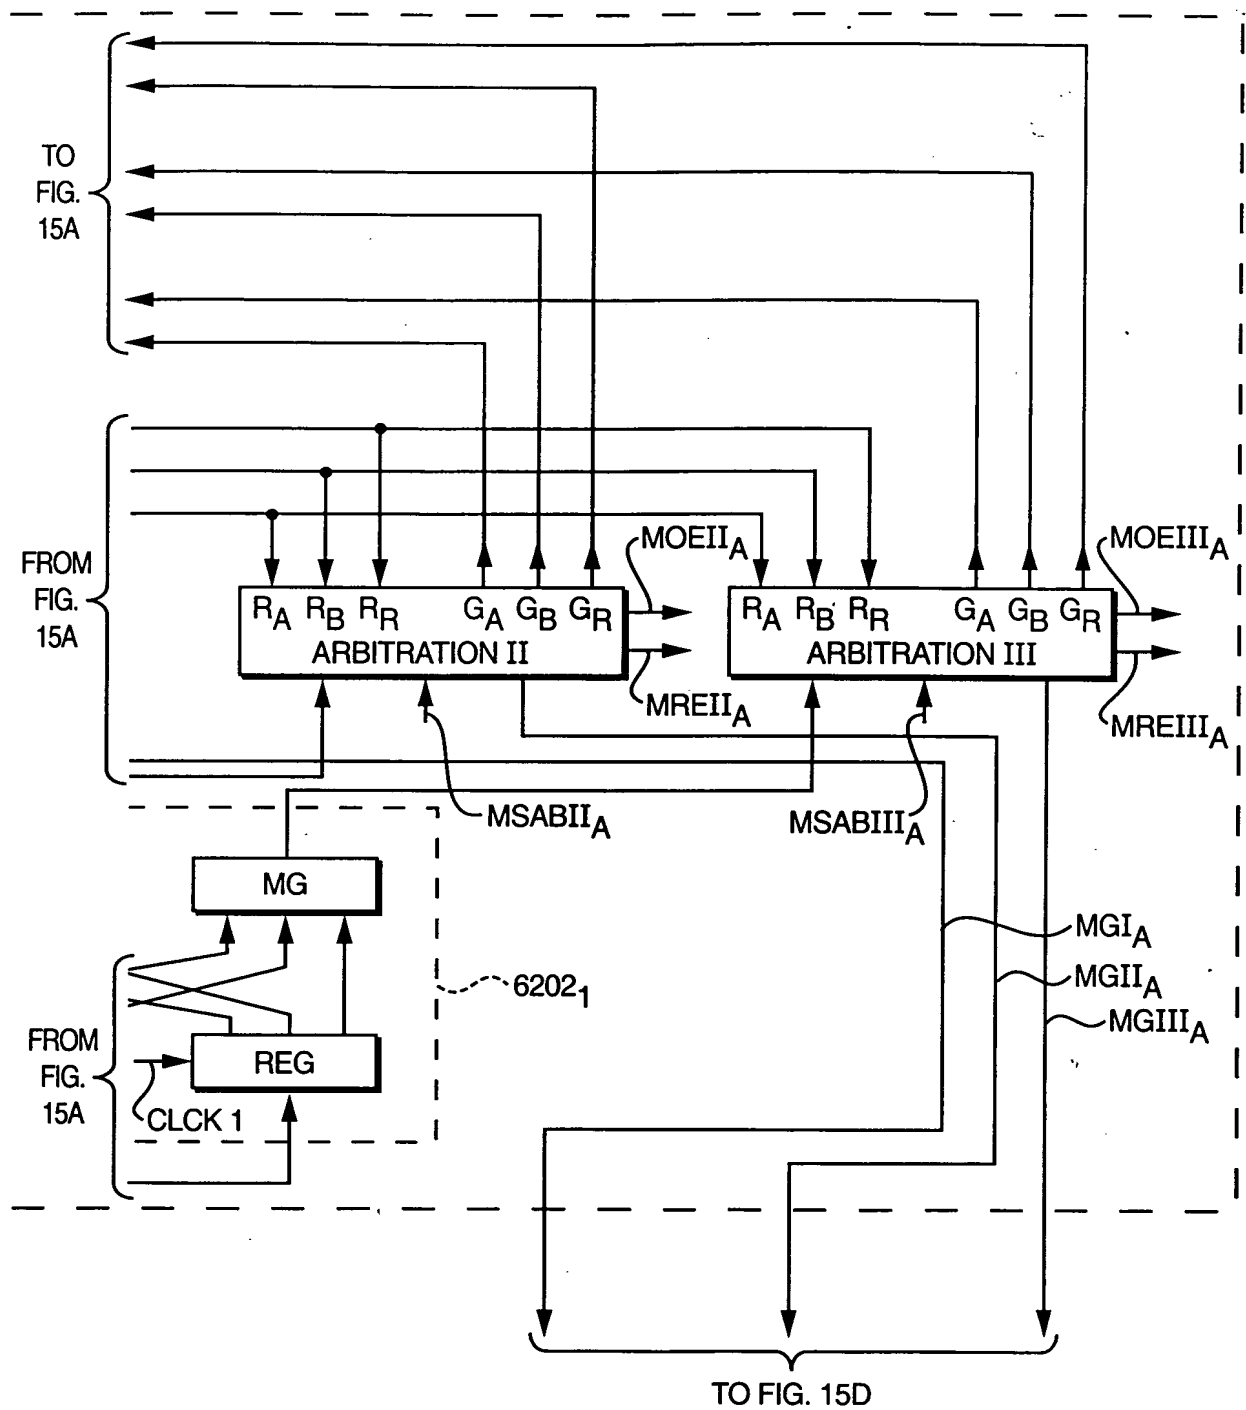 TO
FIG.
15A
FROM
FIG.
15A
MOEII_A
MOEIII_A
R_A R_B R_R G_A G_B G_R
ARBITRATION II
R_A R_B R_R G_A G_B G_R
ARBITRATION III
MREII_A
MREIII_A
MSABII_A
MSABIII_A
MG
MGI_A
MGII_A
MGIII_A
6202_1
FROM
FIG.
15A
REG
CLCK 1
TO FIG. 15D